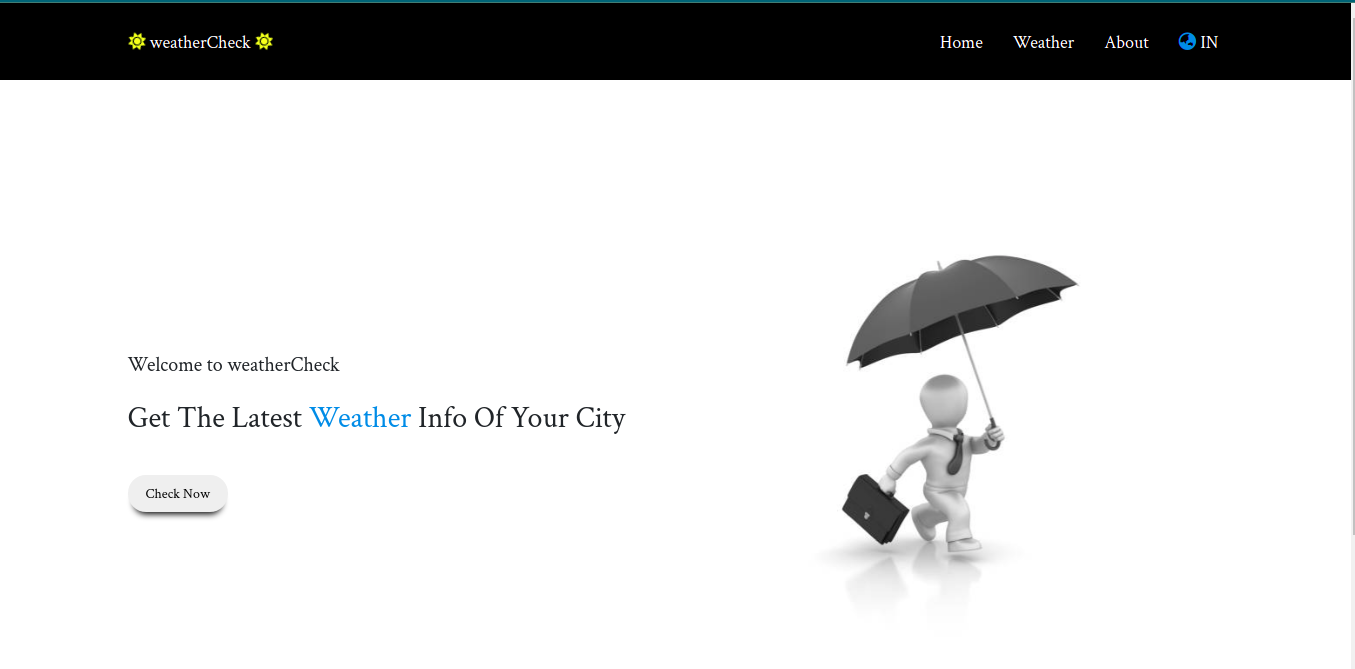 weatherCheck
Home Weather About IN
Welcome to weatherCheck
Get The Latest Weather Info Of Your City
Check Now